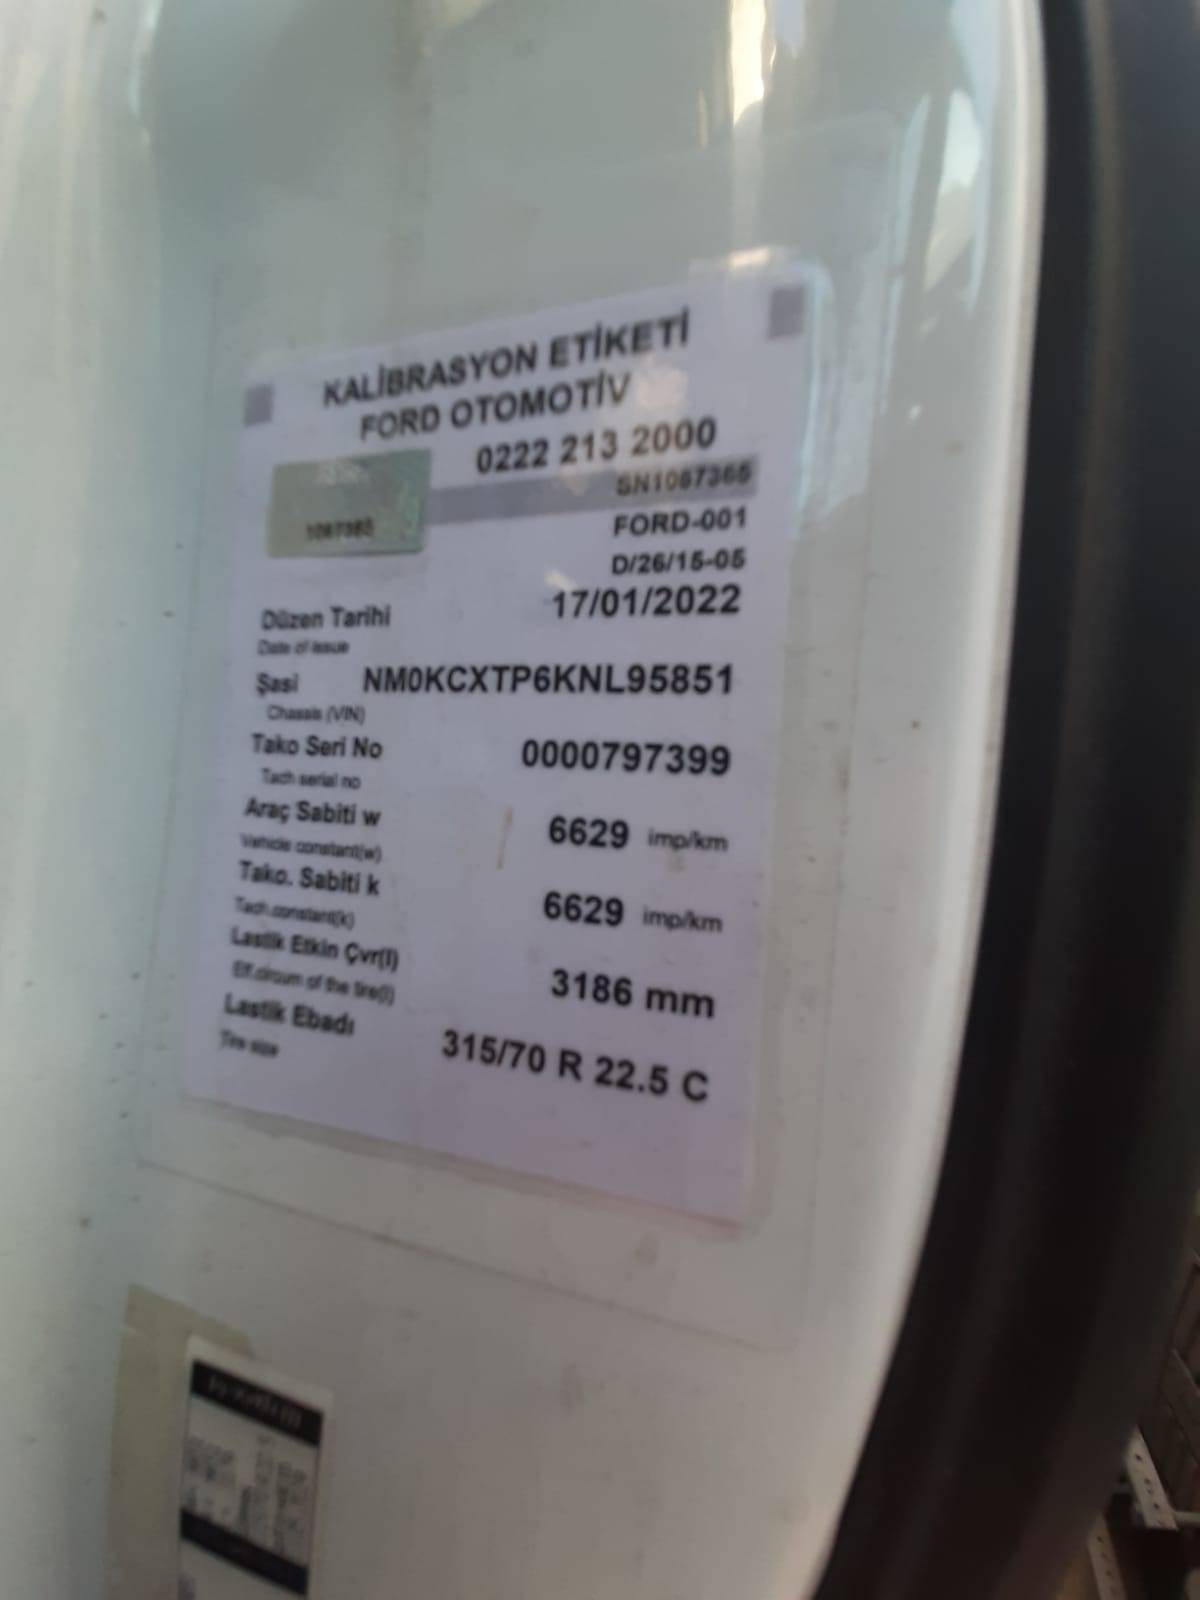 KALİBRASYON ETİKETİ
FORD OTOMOTİV
0222 213 2000
SN1087365
1087365
FORD-001
D/26/15-05
Düzen Tarihi 17/01/2022
Date of issue
Şasi NM0KCXTP6KNL95851
Chassis (VIN)
Tako Seri No 0000797399
Tach serial no
Araç Sabiti w 6629 imp/km
Vehicle constant(w)
Tako. Sabiti k 6629 imp/km
Tach.constant(k)
Lastik Etkin Çvr(l) 3186 mm
Eff.circum of the tire(l)
Lastik Ebadı 315/70 R 22.5 C
Tire size